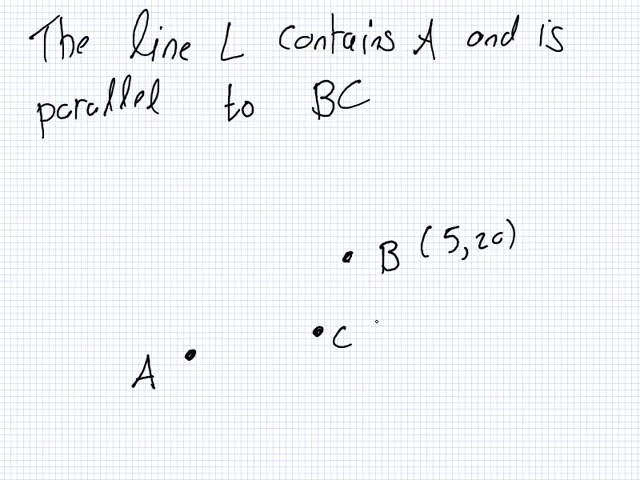 The line L contains A and is
parallel to BC
B (5,20)
C
A